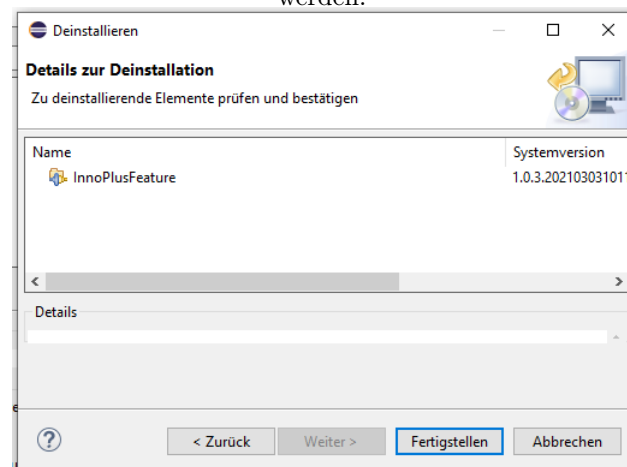 werden.
Deinstallieren
Details zur Deinstallation
Zu deinstallierende Elemente prüfen und bestätigen
Name Systemversion
InnoPlusFeature 1.0.3.20210303101
Details
< Zurück Weiter > Fertigstellen Abbrechen